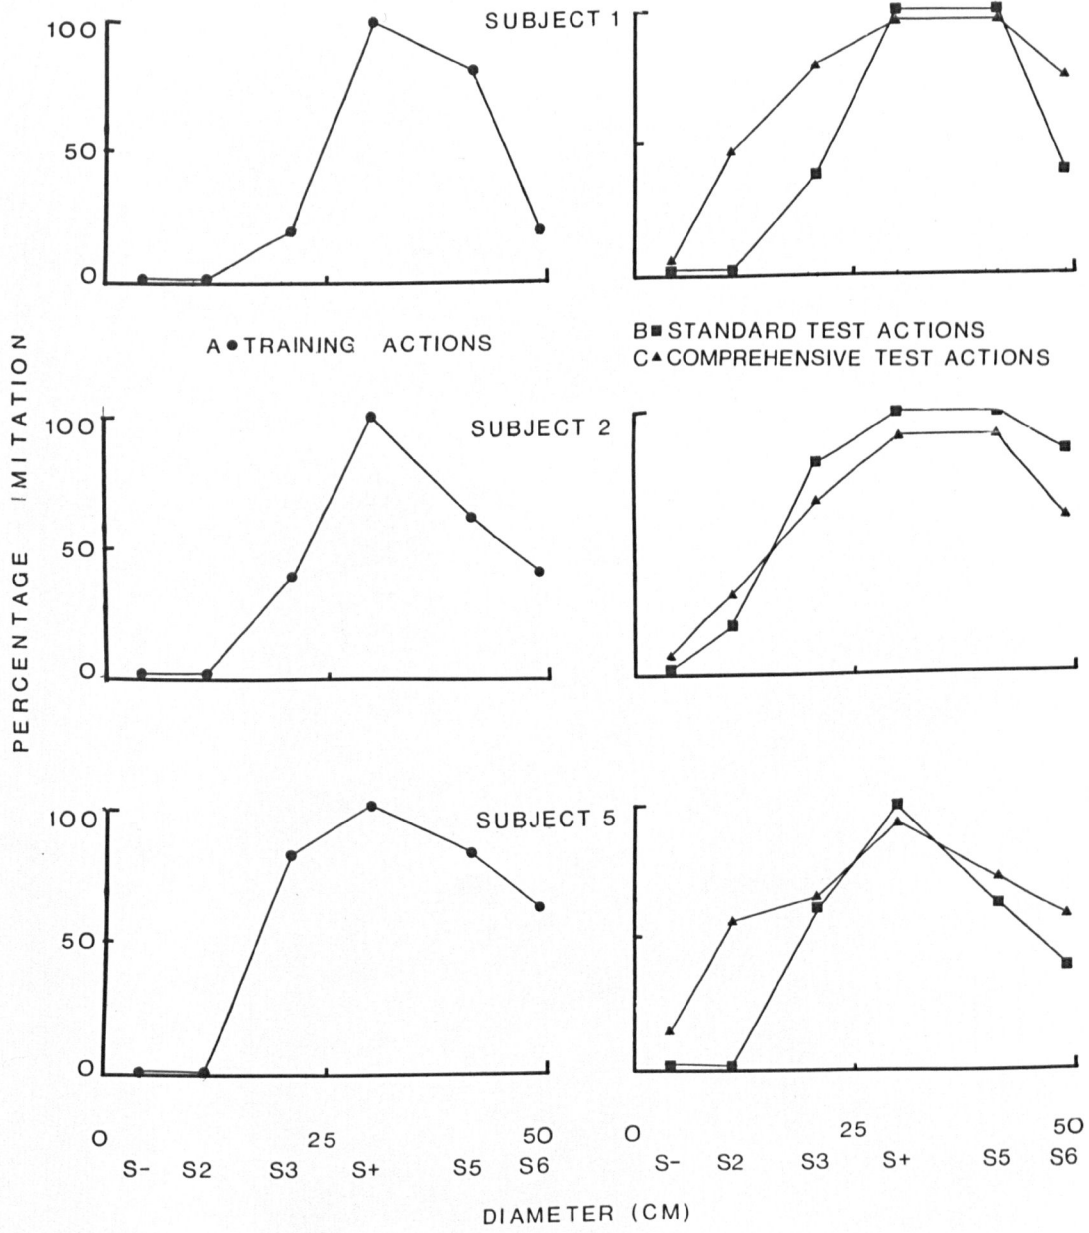 PERCENTAGE IMITATION
SUBJECT 1
100
50
0
A●TRAINING ACTIONS
B■STANDARD TEST ACTIONS
C▲COMPREHENSIVE TEST ACTIONS
SUBJECT 2
100
50
0
SUBJECT 5
100
50
0
0 25 50 0 25 50
S- S2 S3 S+ S5 S6 S- S2 S3 S+ S5 S6
DIAMETER (CM)